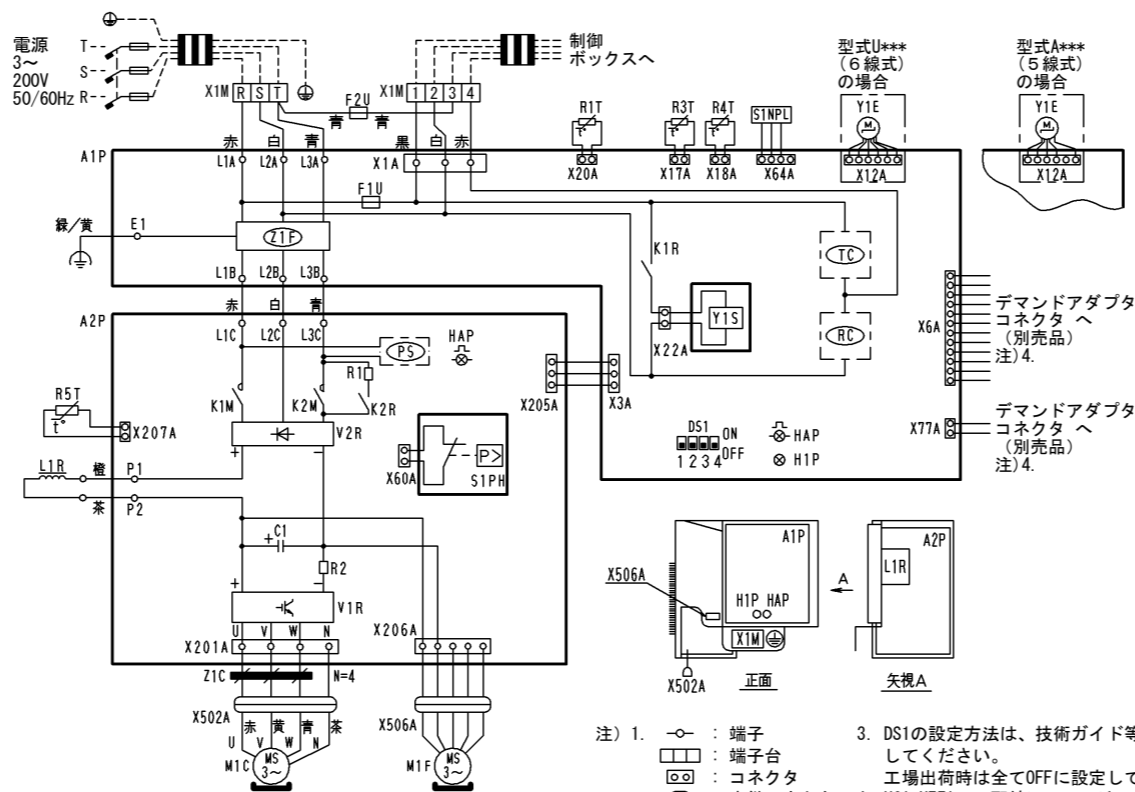 電源
3～
200V
50/60Hz
T
S
R
X1M
R S T
F2U
青 青
X1M
1 2 3 4
制御
ボックスへ
型式U***
(６線式)
の場合
Y1E
M
X12A
型式A***
(５線式)
の場合
Y1E
M
X12A
R1T
t°
X20A
R3T
t°
X17A
R4T
t°
X18A
S1NPL
X64A
赤 白 青
黒 白 赤
A1P
L1A L2A L3A
X1A
F1U
緑/黄
E1
Z1F
L1B L2B L3B
K1R
TC
RC
Y1S
X22A
X6A
デマンドアダプタ
コネクタ へ
(別売品)
注)4.
X77A
デマンドアダプタ
コネクタ へ
(別売品)
注)4.
赤 白 青
A2P
L1C L2C L3C
PS
HAP
R1
K1M
K2M
K2R
X205A
X3A
R5T
t°
X207A
V2R
+ −
L1R
橙
P1
茶
P2
X60A
P>
S1PH
DS1
ON
OFF
1 2 3 4
HAP
H1P
+
C1
R2
+ −
V1R
U V W N
X201A
X206A
Z1C
N=4
X502A
赤 黄 青 茶
U V W N
M1C
MS
3～
X506A
M1F
MS
3～
X506A
A1P
H1P HAP
X1M
X502A
正面
A
A2P
L1R
矢視A
注) 1.
: 端子
: 端子台
: コネクタ
3. DS1の設定方法は、技術ガイド等
してください。
工場出荷時は全てOFFに設定して